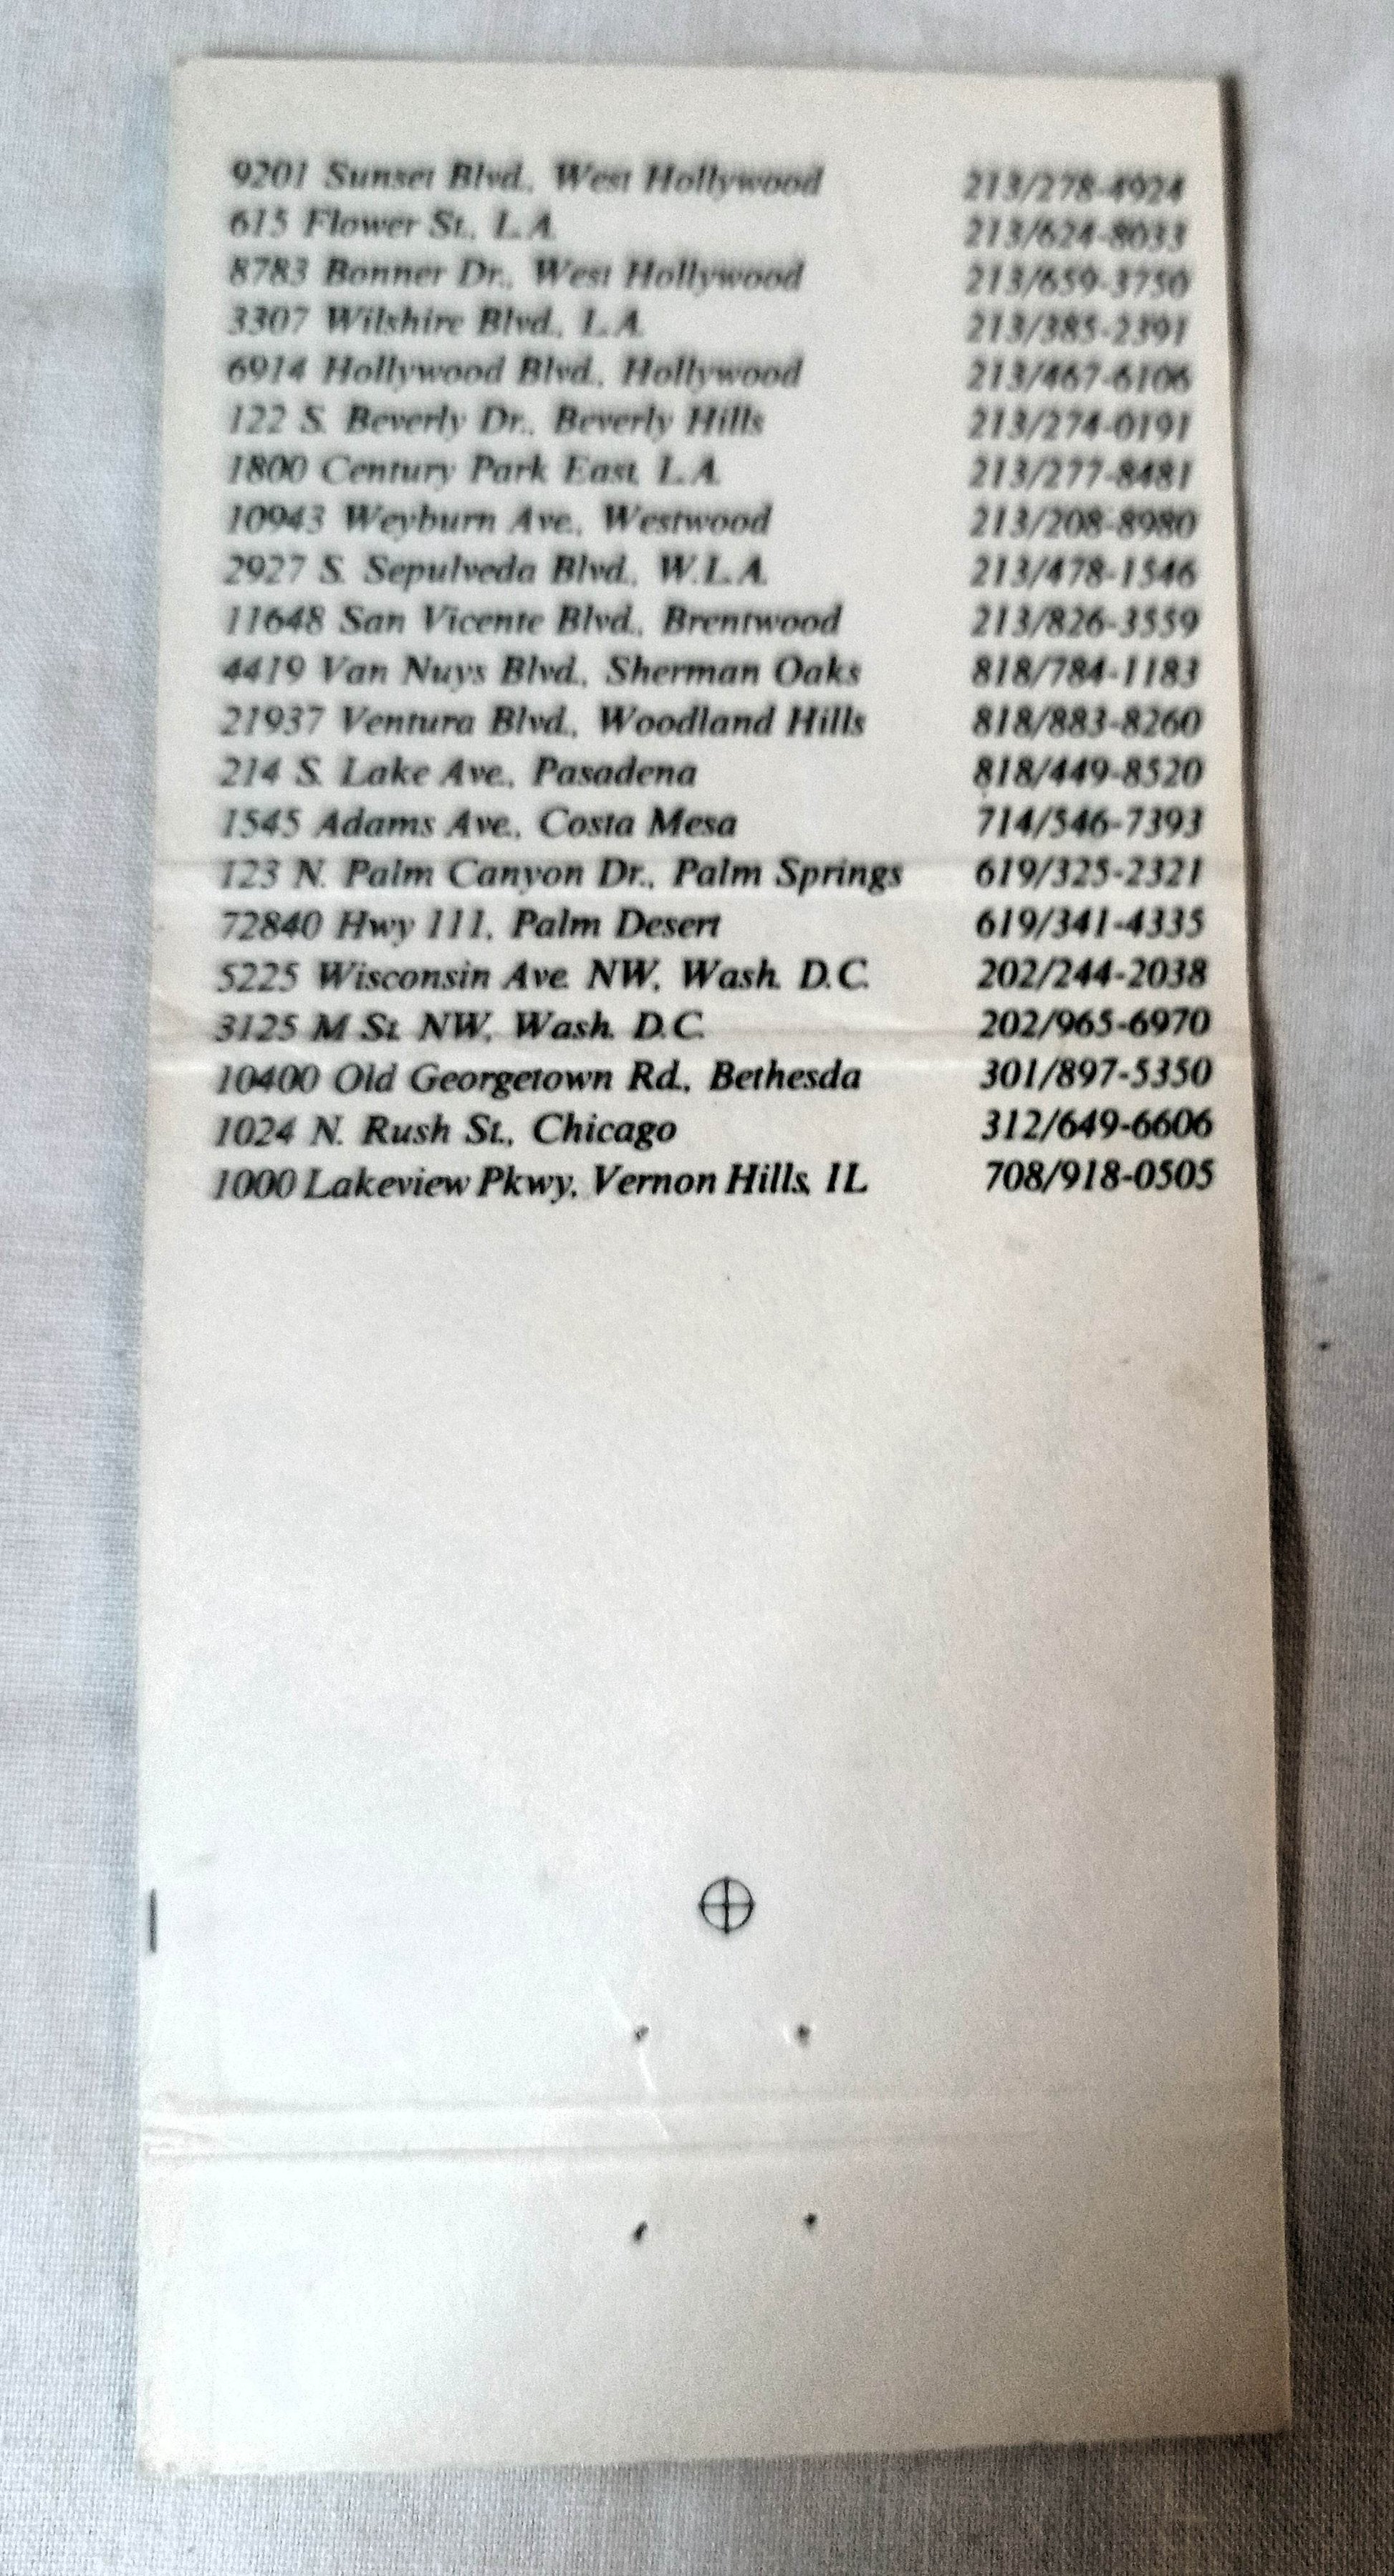 9201 Sunset Blvd., West Hollywood 213/278-4924
615 Flower St., L.A. 213/624-8033
8783 Bonner Dr., West Hollywood 213/659-3750
3307 Wilshire Blvd., L.A. 213/385-2391
6914 Hollywood Blvd., Hollywood 213/467-6106
122 S. Beverly Dr., Beverly Hills 213/274-0191
1800 Century Park East, L.A. 213/277-8481
10943 Weyburn Ave., Westwood 213/208-8980
2927 S. Sepulveda Blvd., W.L.A. 213/478-1546
11648 San Vicente Blvd., Brentwood 213/826-3559
4419 Van Nuys Blvd., Sherman Oaks 818/784-1183
21937 Ventura Blvd., Woodland Hills 818/883-8260
214 S. Lake Ave., Pasadena 818/449-8520
1545 Adams Ave., Costa Mesa 714/546-7393
123 N. Palm Canyon Dr., Palm Springs 619/325-2321
72840 Hwy 111, Palm Desert 619/341-4335
5225 Wisconsin Ave. NW, Wash. D.C. 202/244-2038
3125 M St. NW, Wash. D.C. 202/965-6970
10400 Old Georgetown Rd., Bethesda 301/897-5350
1024 N. Rush St., Chicago 312/649-6606
1000 Lakeview Pkwy, Vernon Hills, IL 708/918-0505